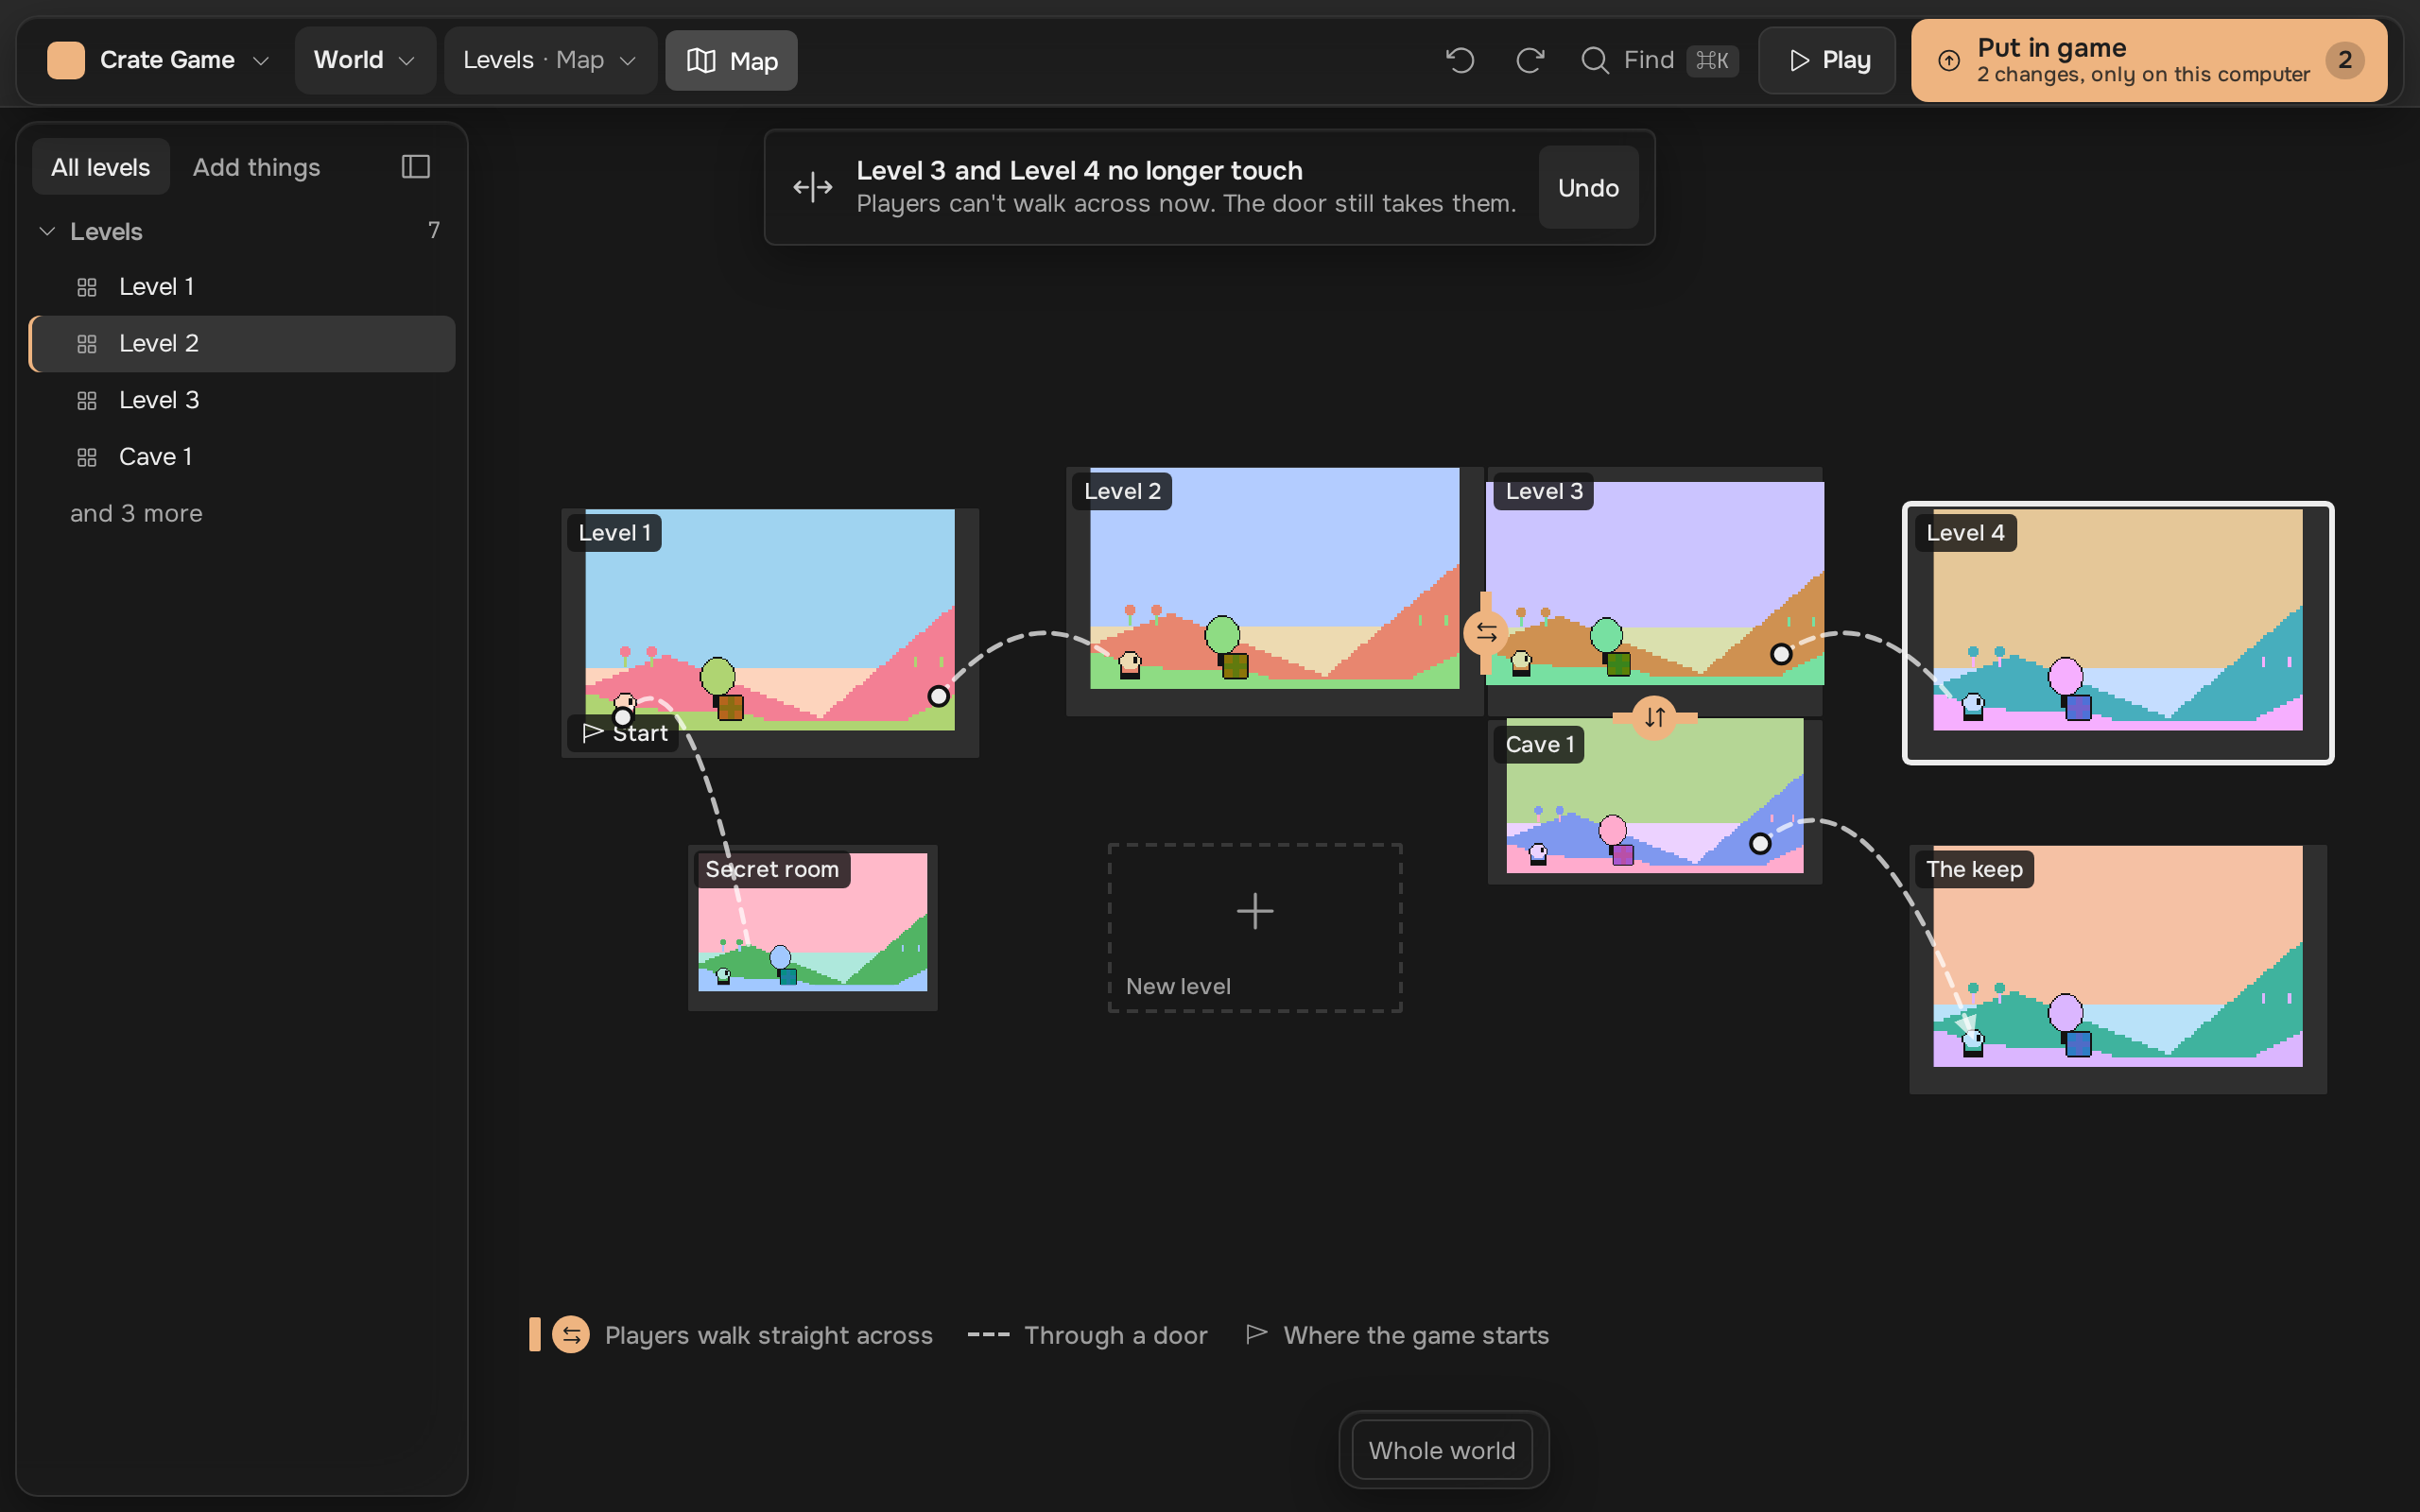 Crate Game
World
Levels · Map
Map
Find ⌘K
Play
Put in game
2 changes, only on this computer
2
All levels
Add things
Levels 7
Level 1
Level 2
Level 3
Cave 1
and 3 more
Level 3 and Level 4 no longer touch
Players can't walk across now. The door still takes them.
Undo
Level 1
Start
Level 2
Level 3
Level 4
Cave 1
Secret room
New level
The keep
Players walk straight across
Through a door
Where the game starts
Whole world